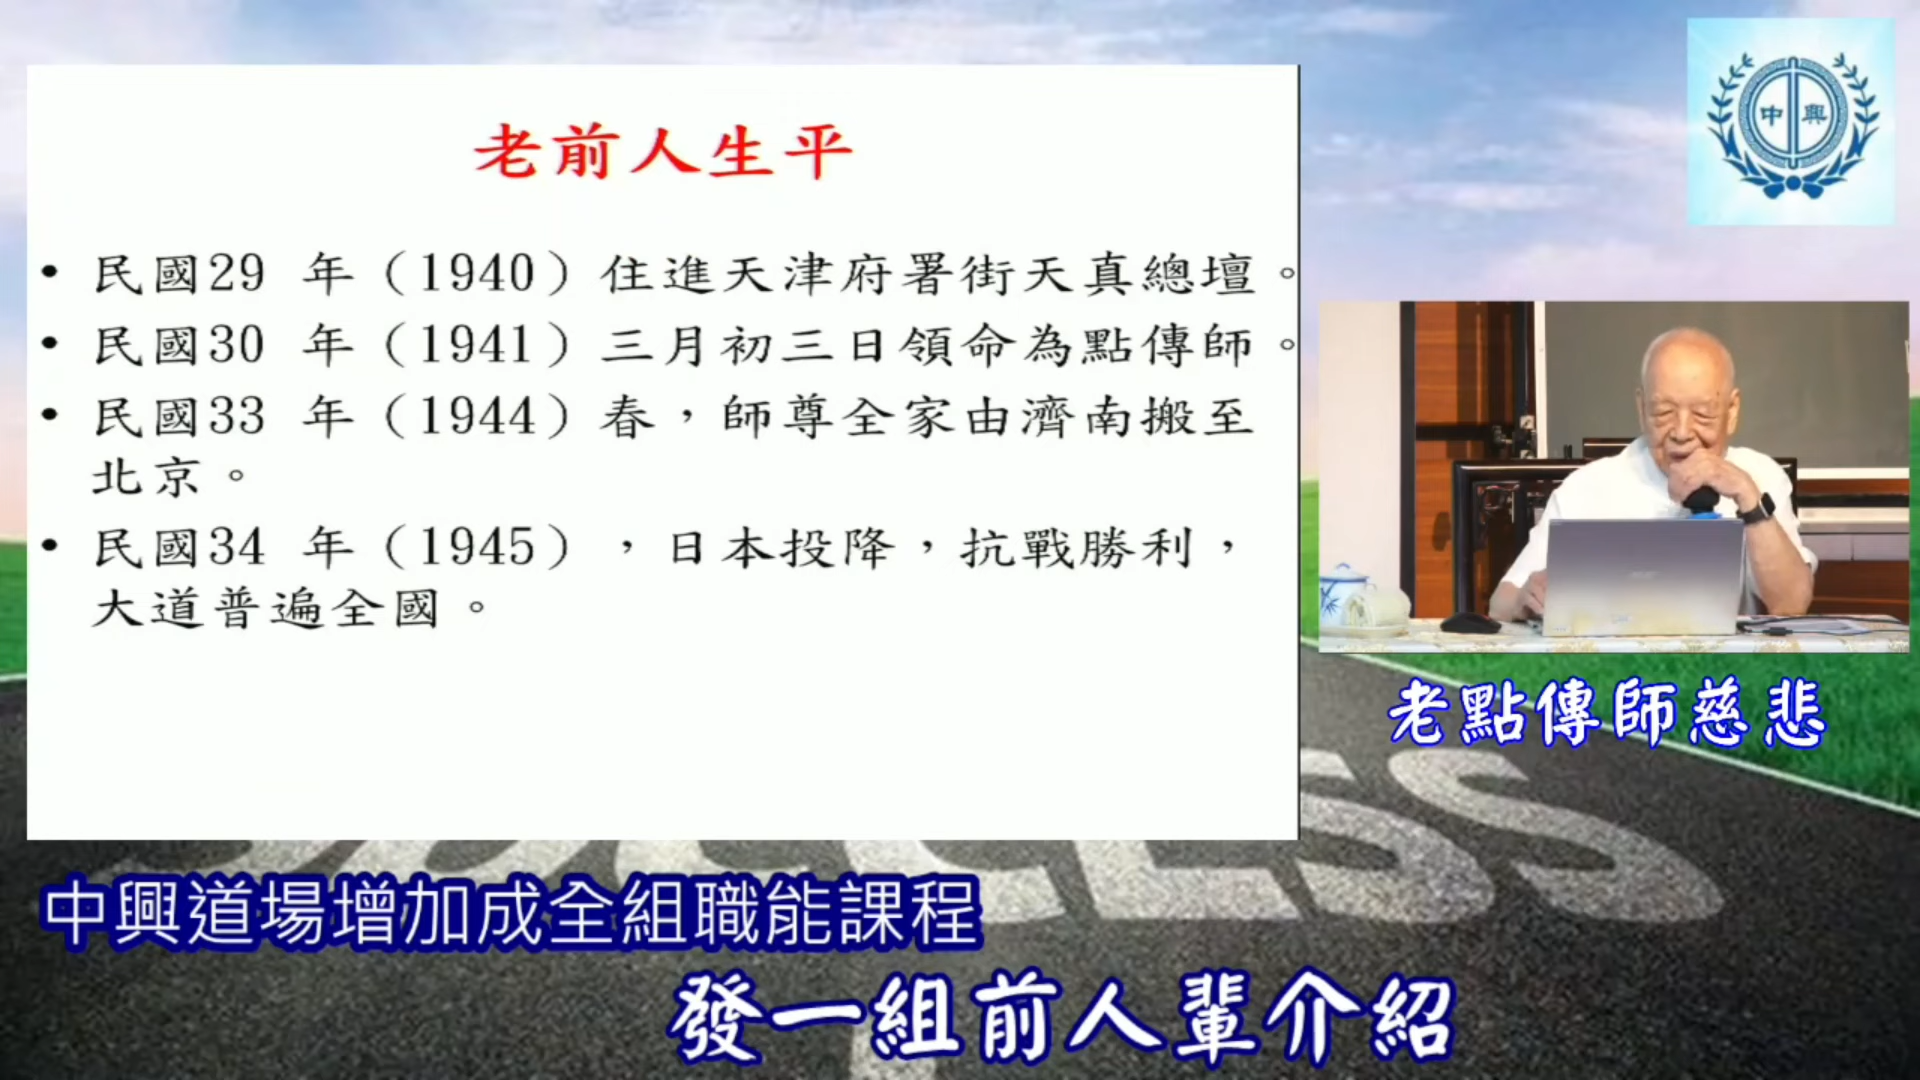 老前人生平
• 民國29 年（1940）住進天津府署街天真總壇。
• 民國30 年（1941）三月初三日領命為點傳師。
• 民國33 年（1944）春，師尊全家由濟南搬至
北京。
• 民國34 年（1945），日本投降，抗戰勝利，
大道普遍全國。
中 興
老點傳師慈悲
中興道場增加成全組職能課程
發一組前人輩介紹